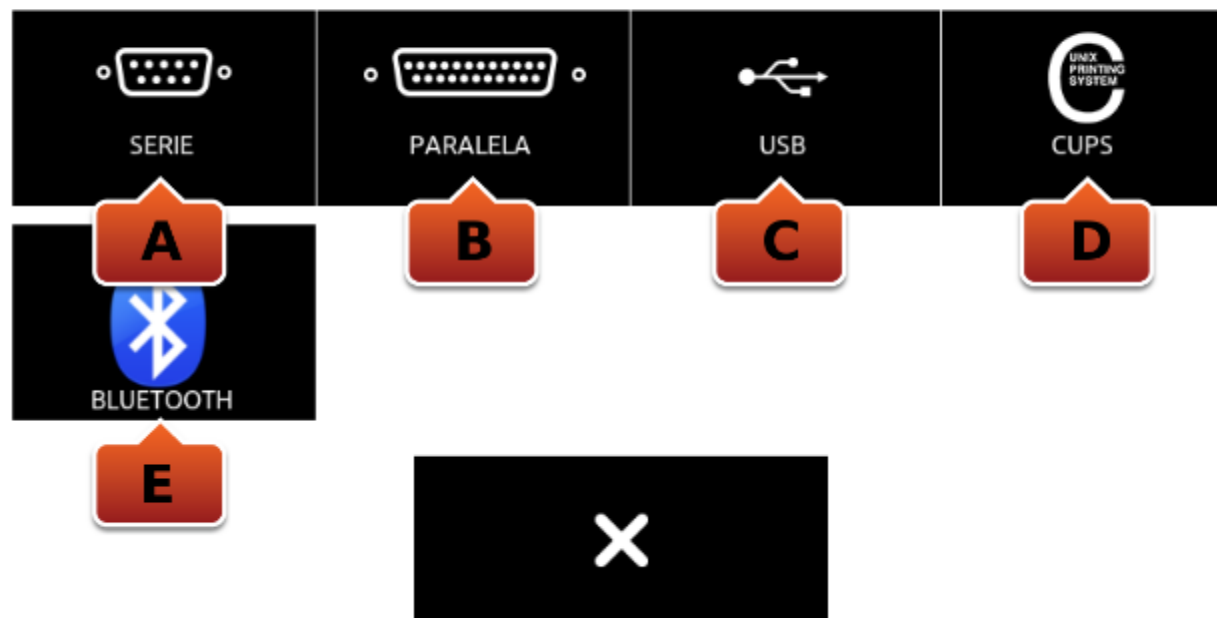 UNIX
PRINTING
SYSTEM
SERIE
PARALELA
USB
CUPS
A
B
C
D
BLUETOOTH
E